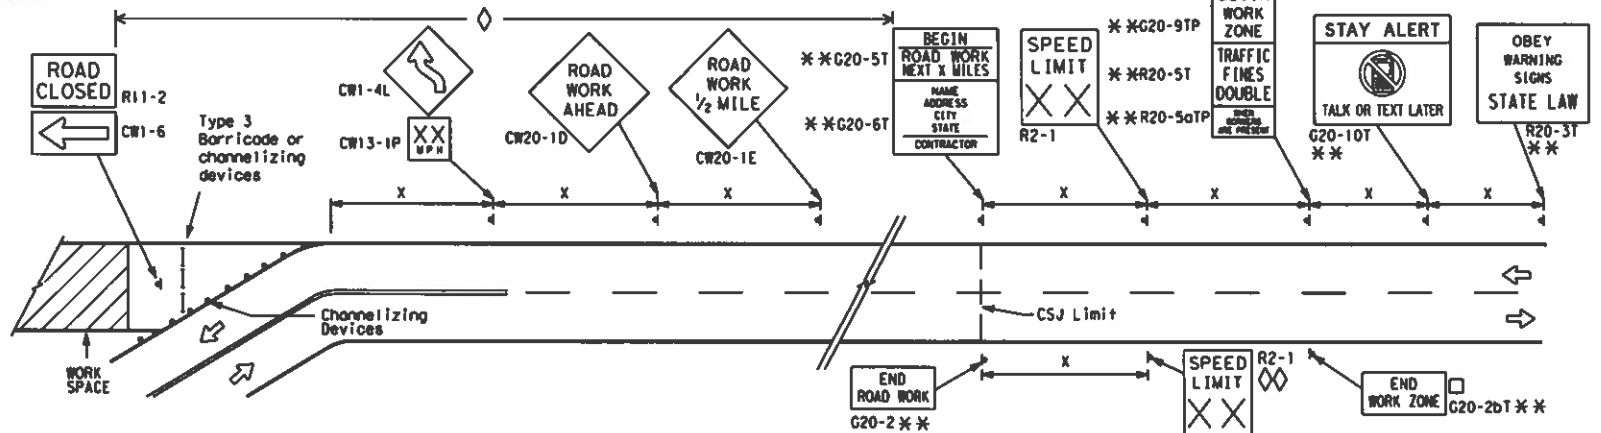 ROAD
CLOSED
R11-2
CW1-6
Type 3
Barricade or
channelizing
devices
CW1-4L
XX
MPH
CW13-1P
ROAD
WORK
AHEAD
CW20-1D
ROAD
WORK
1/2 MILE
CW20-1E
* *G20-5T
BEGIN
ROAD WORK
NEXT X MILES
* *G20-6T
NAME
ADDRESS
CITY
STATE
CONTRACTOR
SPEED
LIMIT
X X
R2-1
* *G20-9TP
WORK
ZONE
* *R20-5T
TRAFFIC
FINES
DOUBLE
* *R20-5aTP
WHEN
WORKERS
ARE PRESENT
STAY ALERT
TALK OR TEXT LATER
G20-10T
* *
OBEY
WARNING
SIGNS
STATE LAW
R20-3T
* *
X
X
X
X
X
X
X
Channelizing
Devices
CSJ Limit
WORK
SPACE
END
ROAD WORK
G20-2 * *
X
SPEED
LIMIT
X X
R2-1
END
WORK ZONE
G20-2bT * *